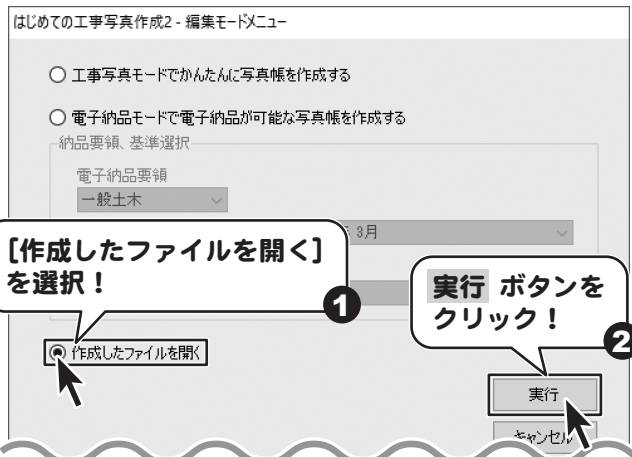 はじめての工事写真作成2 - 編集モードメニュー
工事写真モードでかんたんに写真帳を作成する
電子納品モードで電子納品が可能な写真帳を作成する
納品要領、基準選択
電子納品要領
一般土木
3月
[作成したファイルを開く]
を選択！
1
実行 ボタンを
クリック！
2
作成したファイルを開く
実行
キャンセル